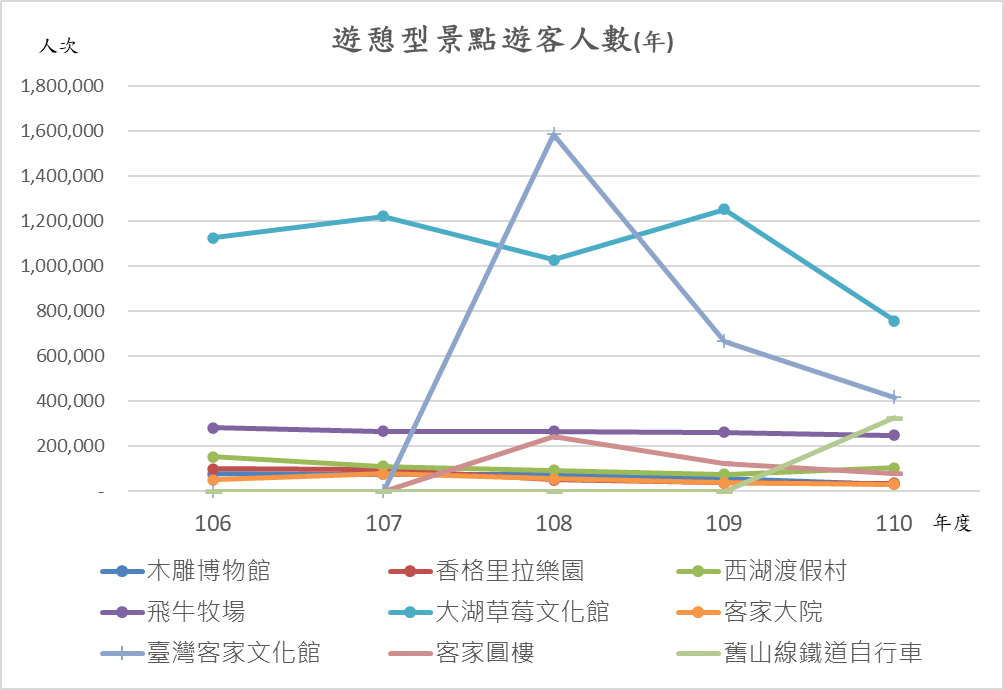 遊憩型景點遊客人數(年)
人次
1,800,000
1,600,000
1,400,000
1,200,000
1,000,000
800,000
600,000
400,000
200,000
-
106 107 108 109 110 年度
木雕博物館 香格里拉樂園 西湖渡假村
飛牛牧場 大湖草莓文化館 客家大院
臺灣客家文化館 客家圓樓 舊山線鐵道自行車